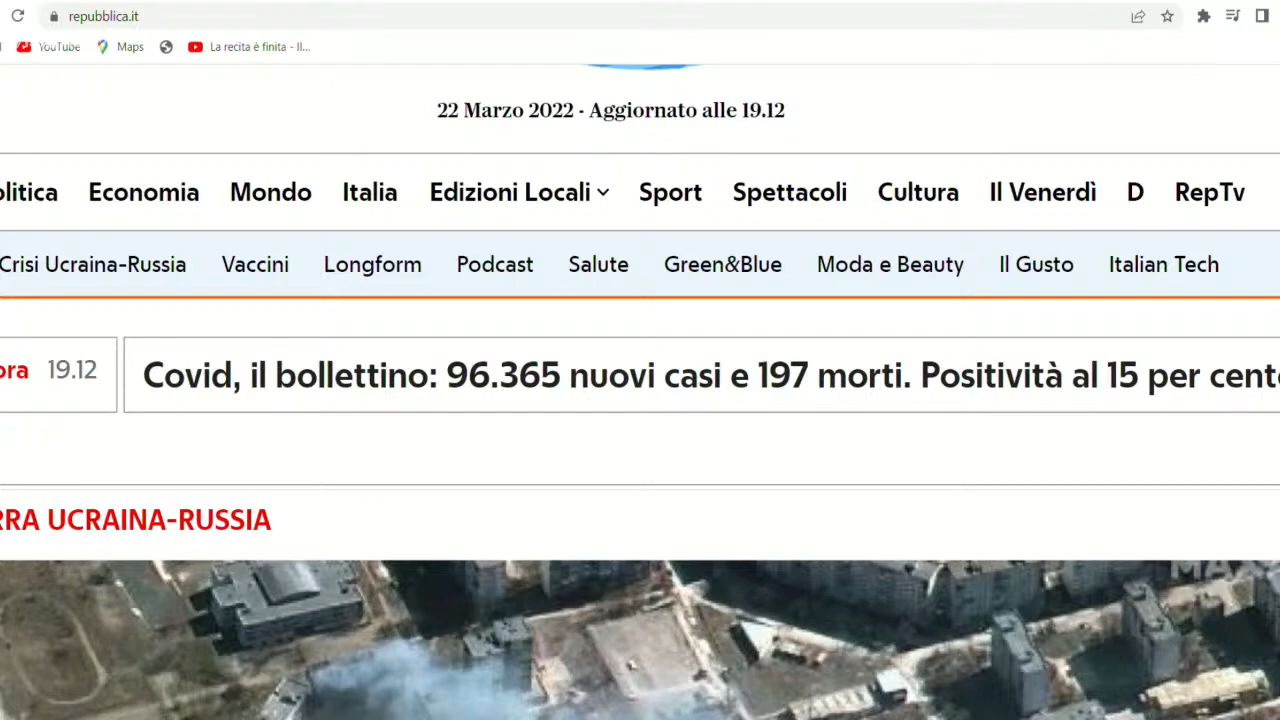 repubblica.it
YouTube Maps La recita è finita - Il...
22 Marzo 2022 - Aggiornato alle 19.12
olitica Economia Mondo Italia Edizioni Locali Sport Spettacoli Cultura Il Venerdì D RepTv
Crisi Ucraina-Russia Vaccini Longform Podcast Salute Green&Blue Moda e Beauty Il Gusto Italian Tech
ora 19.12 Covid, il bollettino: 96.365 nuovi casi e 197 morti. Positività al 15 per cento
RRA UCRAINA-RUSSIA